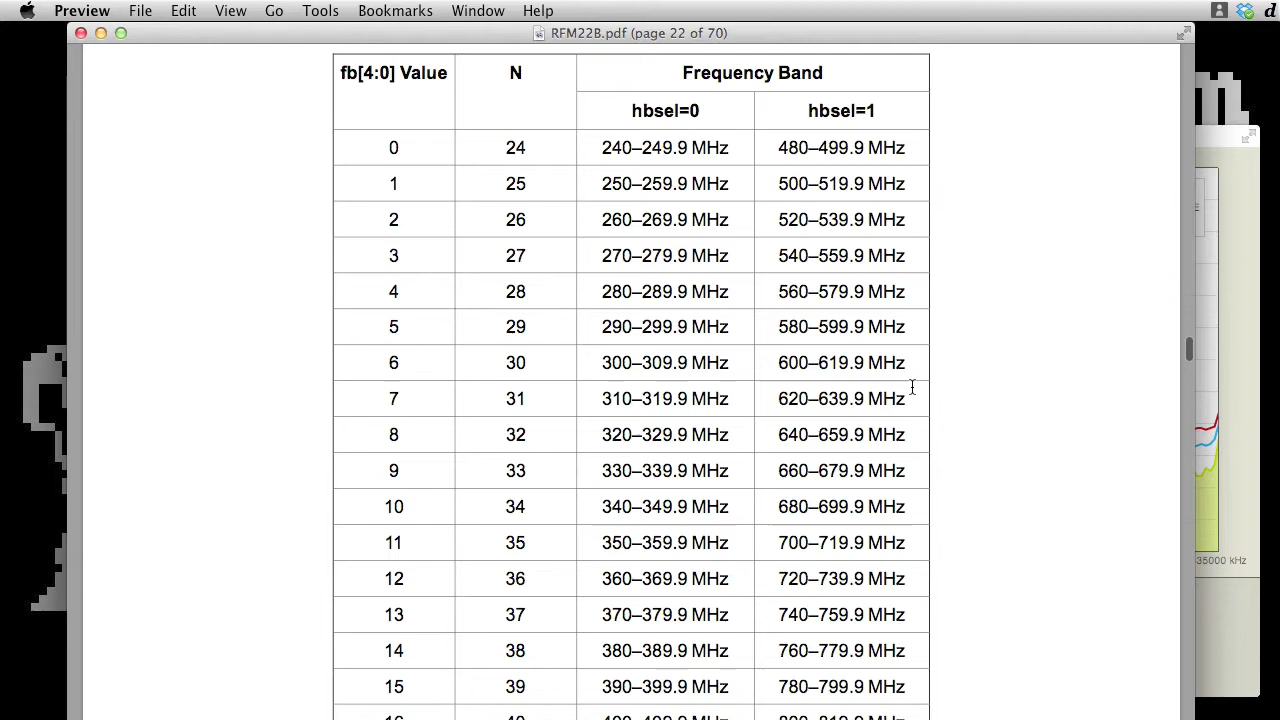 Preview File Edit View Go Tools Bookmarks Window Help
RFM22B.pdf (page 22 of 70)
fb[4:0] Value N Frequency Band
hbsel=0 hbsel=1
0 24 240–249.9 MHz 480–499.9 MHz
1 25 250–259.9 MHz 500–519.9 MHz
2 26 260–269.9 MHz 520–539.9 MHz
3 27 270–279.9 MHz 540–559.9 MHz
4 28 280–289.9 MHz 560–579.9 MHz
5 29 290–299.9 MHz 580–599.9 MHz
6 30 300–309.9 MHz 600–619.9 MHz
7 31 310–319.9 MHz 620–639.9 MHz
8 32 320–329.9 MHz 640–659.9 MHz
9 33 330–339.9 MHz 660–679.9 MHz
10 34 340–349.9 MHz 680–699.9 MHz
11 35 350–359.9 MHz 700–719.9 MHz
12 36 360–369.9 MHz 720–739.9 MHz
13 37 370–379.9 MHz 740–759.9 MHz
14 38 380–389.9 MHz 760–779.9 MHz
15 39 390–399.9 MHz 780–799.9 MHz
35000 kHz